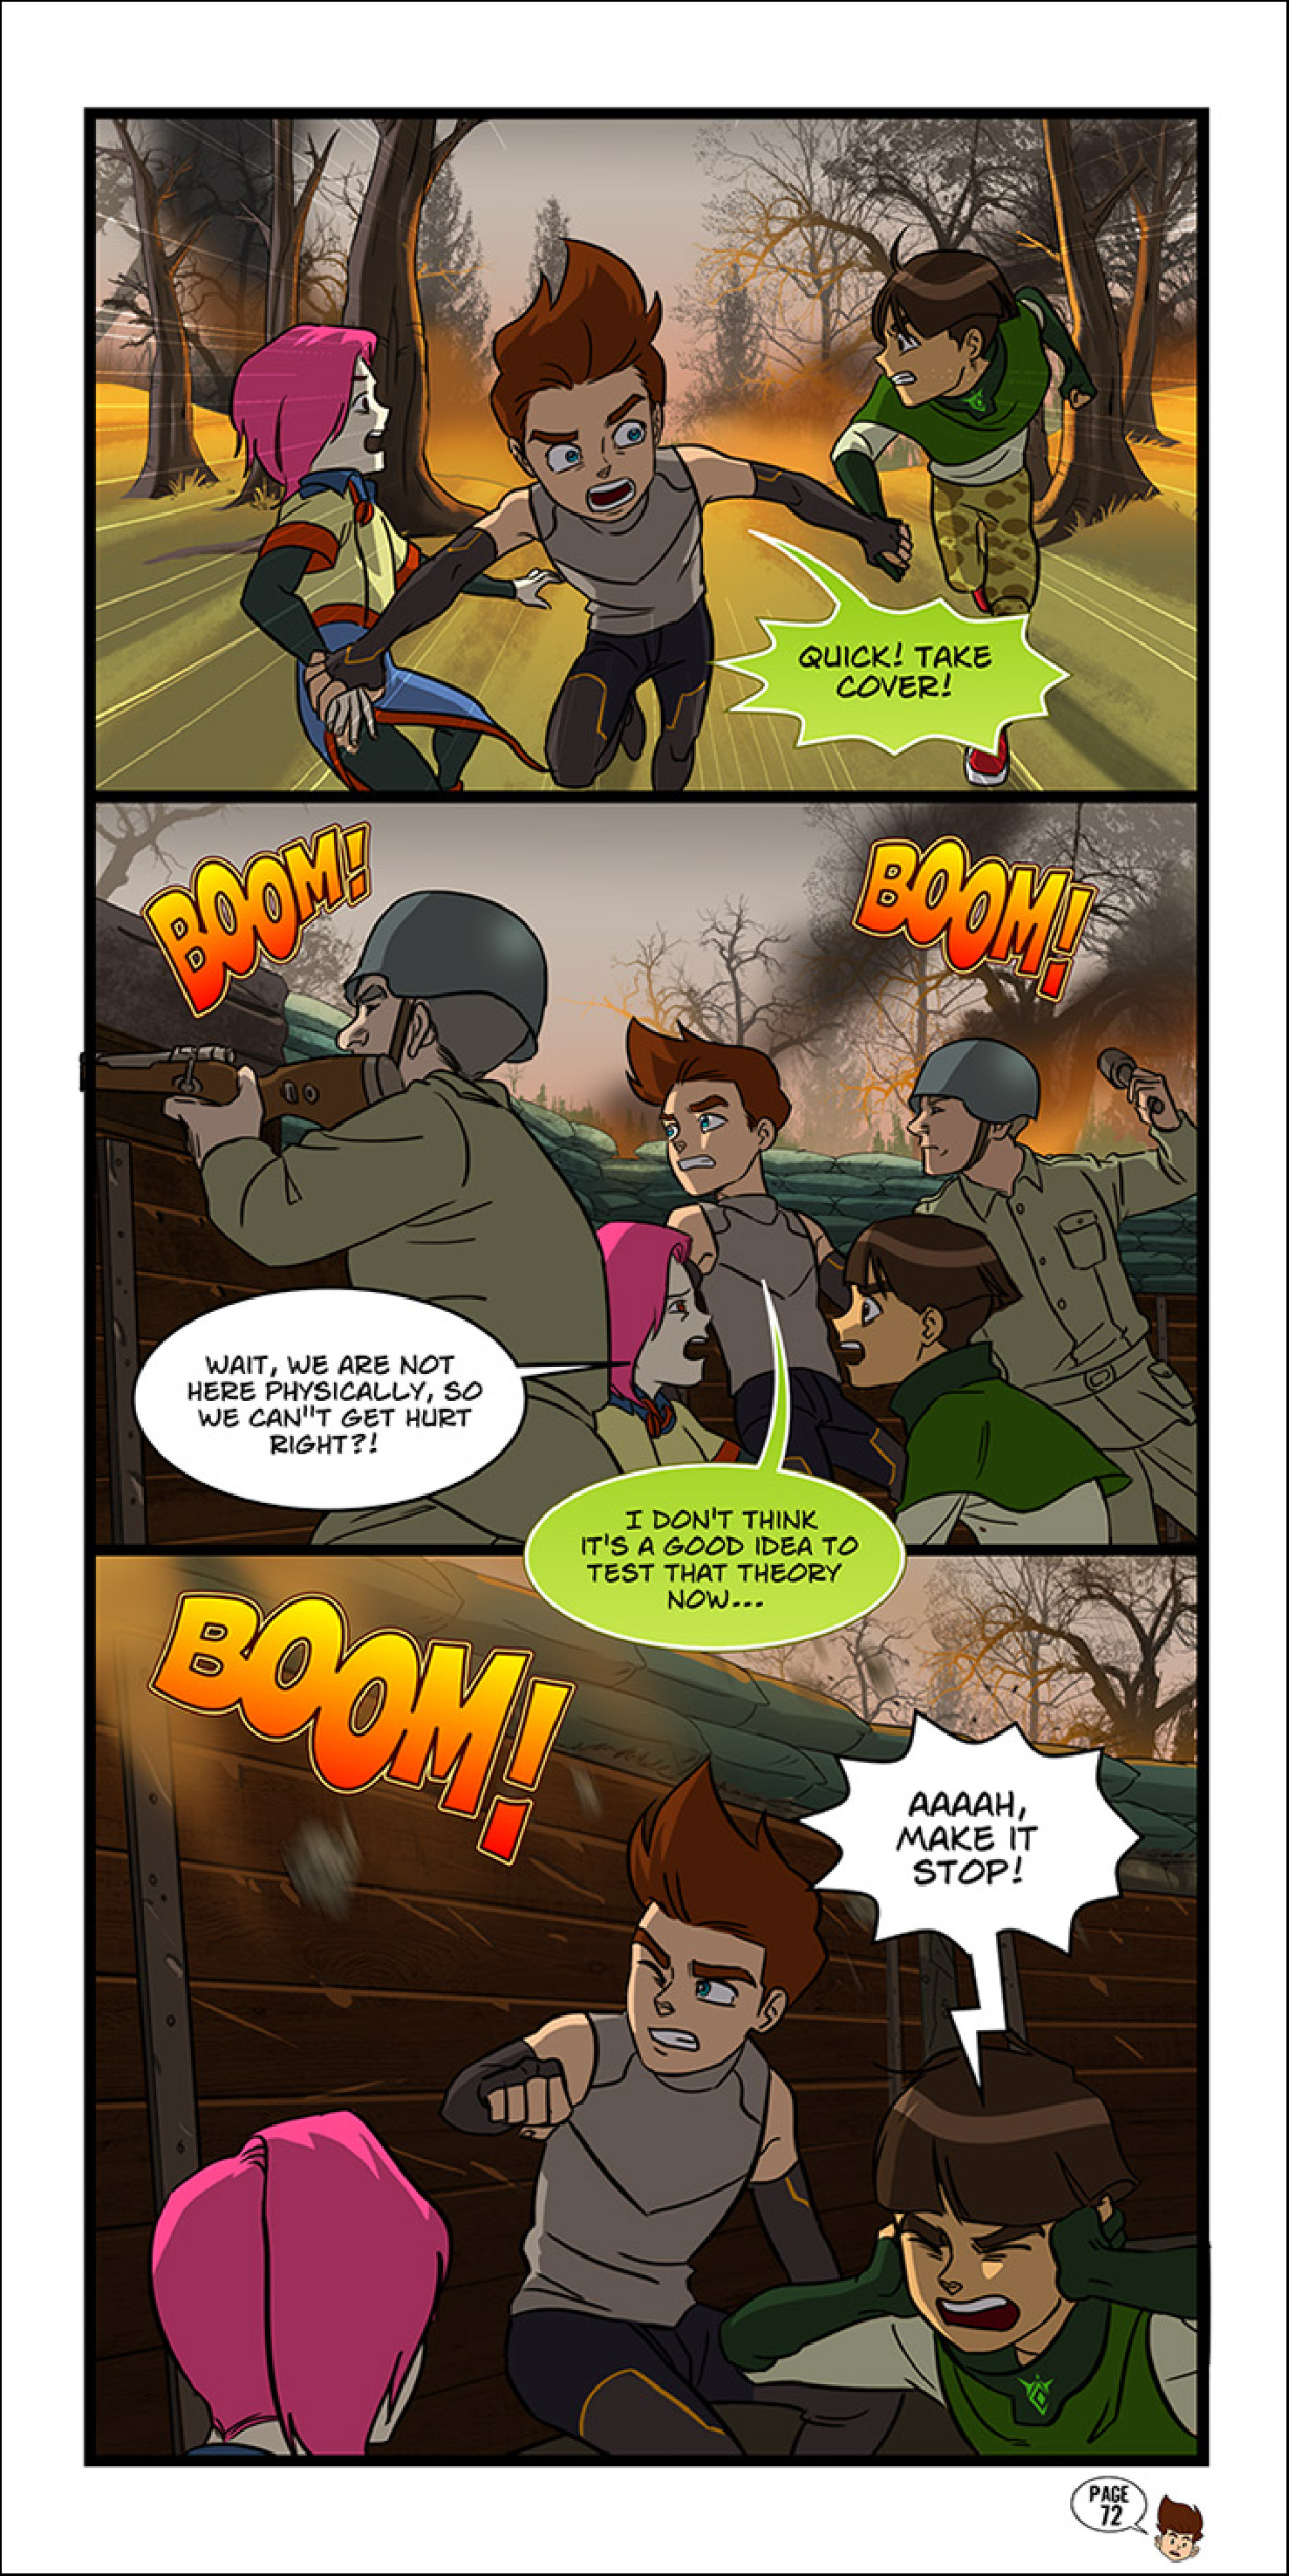 QUICK! TAKE
COVER!
BOOM!
BOOM!
WAIT, WE ARE NOT
HERE PHYSICALLY, SO
WE CAN"T GET HURT
RIGHT?!
I DON'T THINK
IT'S A GOOD IDEA TO
TEST THAT THEORY
NOW...
BOOM!
AAAAH,
MAKE IT
STOP!
PAGE
72